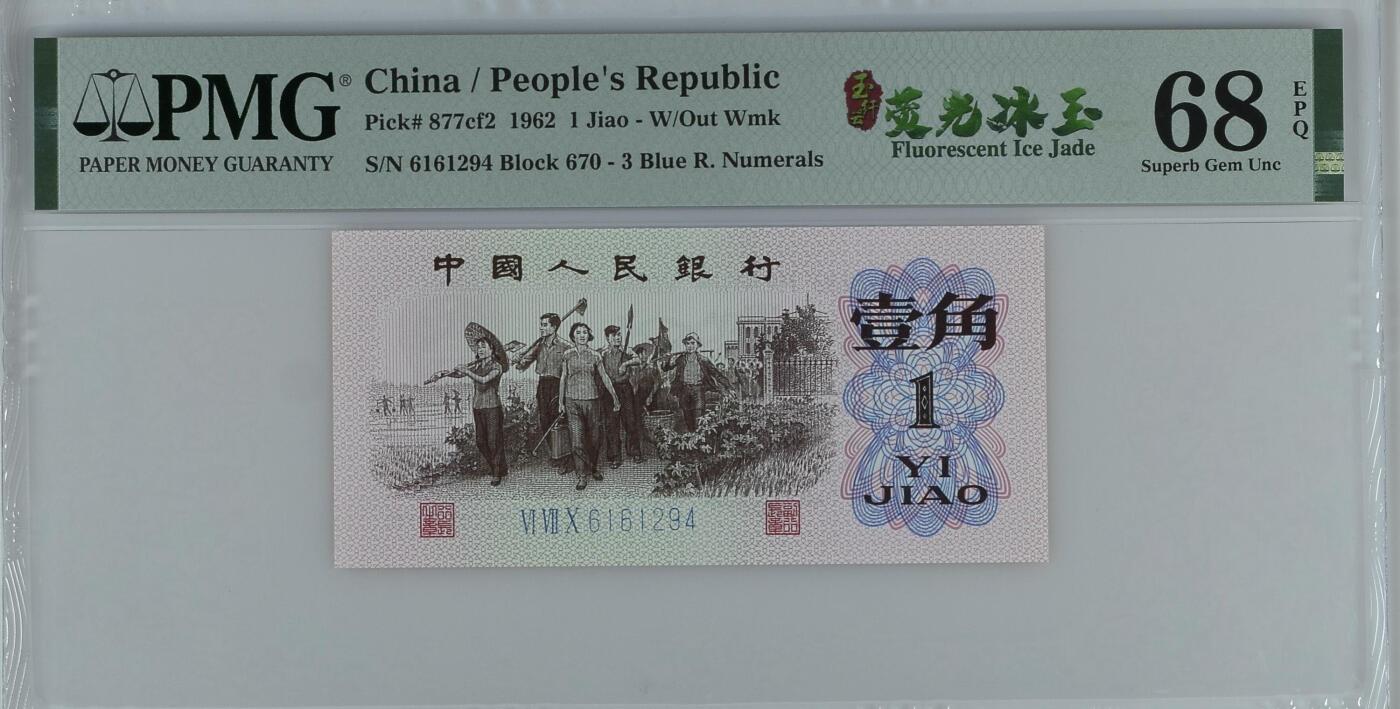 PMG®
PAPER MONEY GUARANTY
China / People's Republic
Pick# 877cf2 1962 1 Jiao - W/Out Wmk
S/N 6161294 Block 670 - 3 Blue R. Numerals
荧光冰玉
Fluorescent Ice Jade
68
EPQ
Superb Gem Unc
中國人民銀行
壹角
1
YI
JIAO
VI VII X 6161294